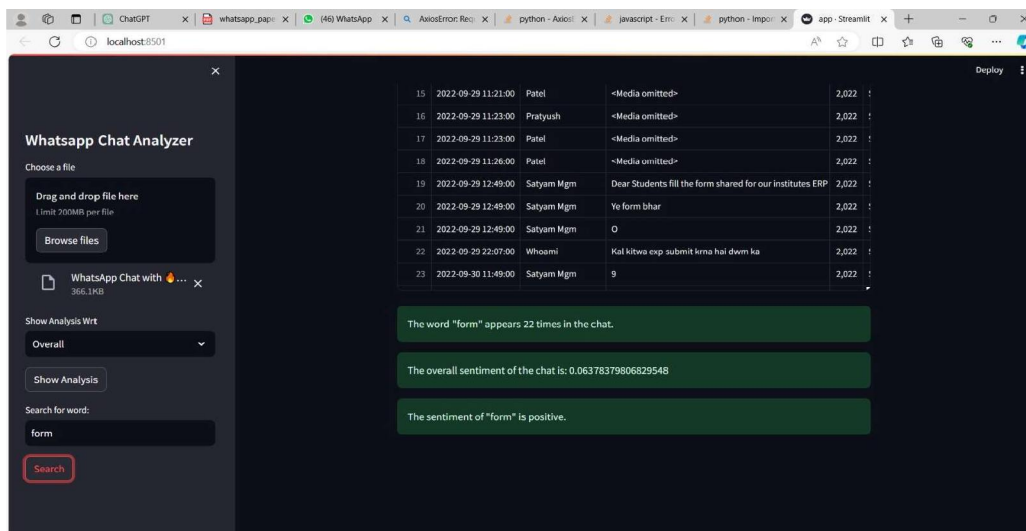 ChatGPT
whatsapp_pape
(46) WhatsApp
AxiosError: Req
python - Axiosl
javascript - Erro
python - Impor
app · Streamlit
localhost:8501
Deploy
Whatsapp Chat Analyzer
Choose a file
Drag and drop file here
Limit 200MB per file
Browse files
WhatsApp Chat with 🔥...
366.1KB
Show Analysis Wrt
Overall
Show Analysis
Search for word:
form
Search
15 2022-09-29 11:21:00 Patel <Media omitted> 2,022
16 2022-09-29 11:23:00 Pratyush <Media omitted> 2,022
17 2022-09-29 11:23:00 Patel <Media omitted> 2,022
18 2022-09-29 11:26:00 Patel <Media omitted> 2,022
19 2022-09-29 12:49:00 Satyam Mgm Dear Students fill the form shared for our institutes ERP 2,022
20 2022-09-29 12:49:00 Satyam Mgm Ye form bhar 2,022
21 2022-09-29 12:49:00 Satyam Mgm O 2,022
22 2022-09-29 22:07:00 Whoami Kal kitwa exp submit krna hai dwm ka 2,022
23 2022-09-30 11:49:00 Satyam Mgm 9 2,022
The word "form" appears 22 times in the chat.
The overall sentiment of the chat is: 0.06378379806829548
The sentiment of "form" is positive.